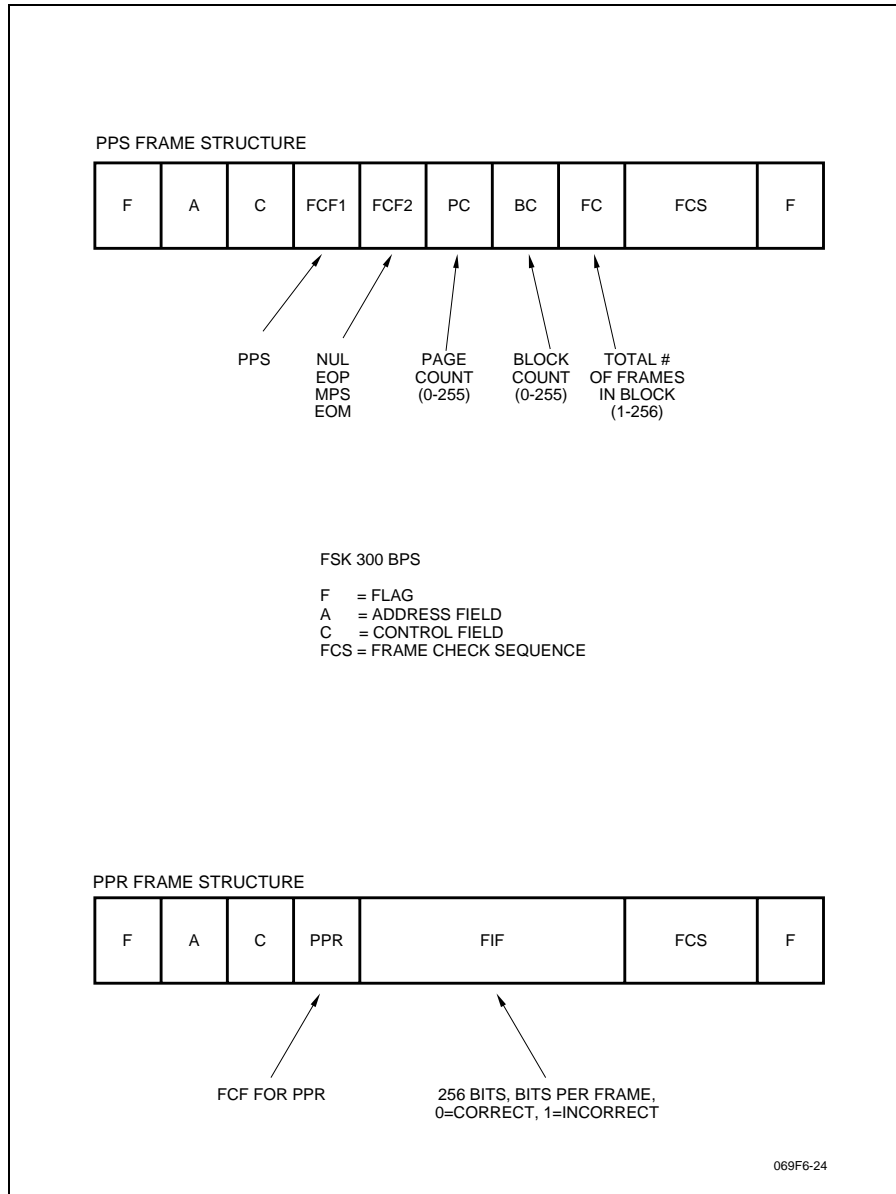 PPS FRAME STRUCTURE
F A C FCF1 FCF2 PC BC FC FCS F
PPS
NUL
EOP
MPS
EOM
PAGE
COUNT
(0-255)
BLOCK
COUNT
(0-255)
TOTAL #
OF FRAMES
IN BLOCK
(1-256)
FSK 300 BPS
F = FLAG
A = ADDRESS FIELD
C = CONTROL FIELD
FCS = FRAME CHECK SEQUENCE
PPR FRAME STRUCTURE
F A C PPR FIF FCS F
FCF FOR PPR
256 BITS, BITS PER FRAME,
0=CORRECT, 1=INCORRECT
069F6-24